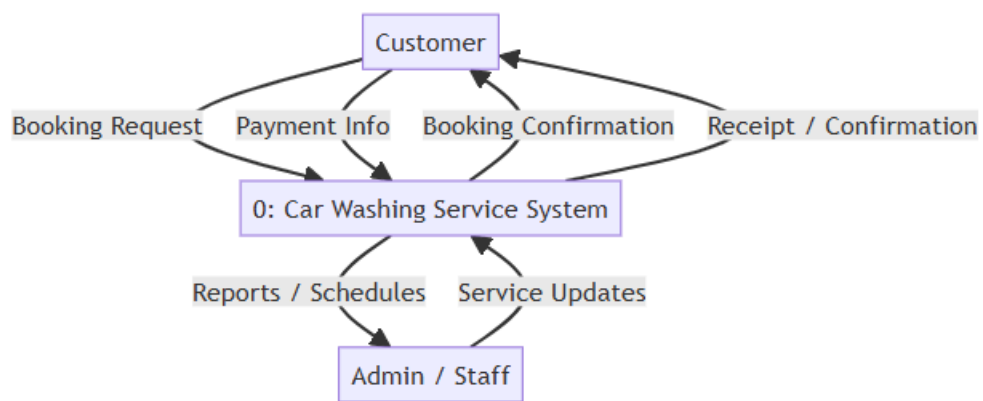 Customer
Booking Request
Payment Info
Booking Confirmation
Receipt / Confirmation
0: Car Washing Service System
Reports / Schedules
Service Updates
Admin / Staff